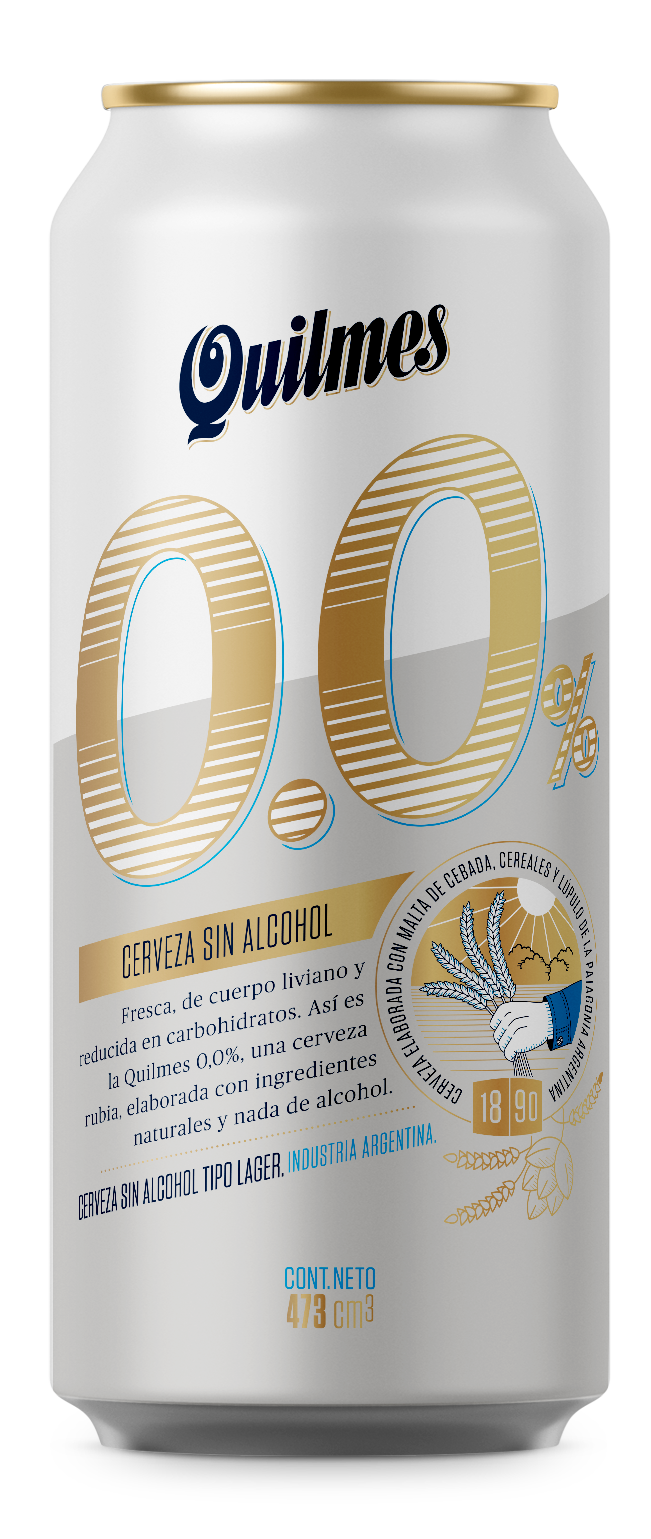 Quilmes
0.0%
CERVEZA SIN ALCOHOL
Fresca, de cuerpo liviano y
reducida en carbohidratos. Así es
la Quilmes 0,0%, una cerveza
rubia, elaborada con ingredientes
naturales y nada de alcohol.
CERVEZA SIN ALCOHOL TIPO LAGER. INDUSTRIA ARGENTINA.
CERVEZA ELABORADA CON MALTA DE CEBADA, CEREALES Y LÚPULO DE LA PATAGONIA ARGENTINA
18 90
CONT. NETO
473 cm3